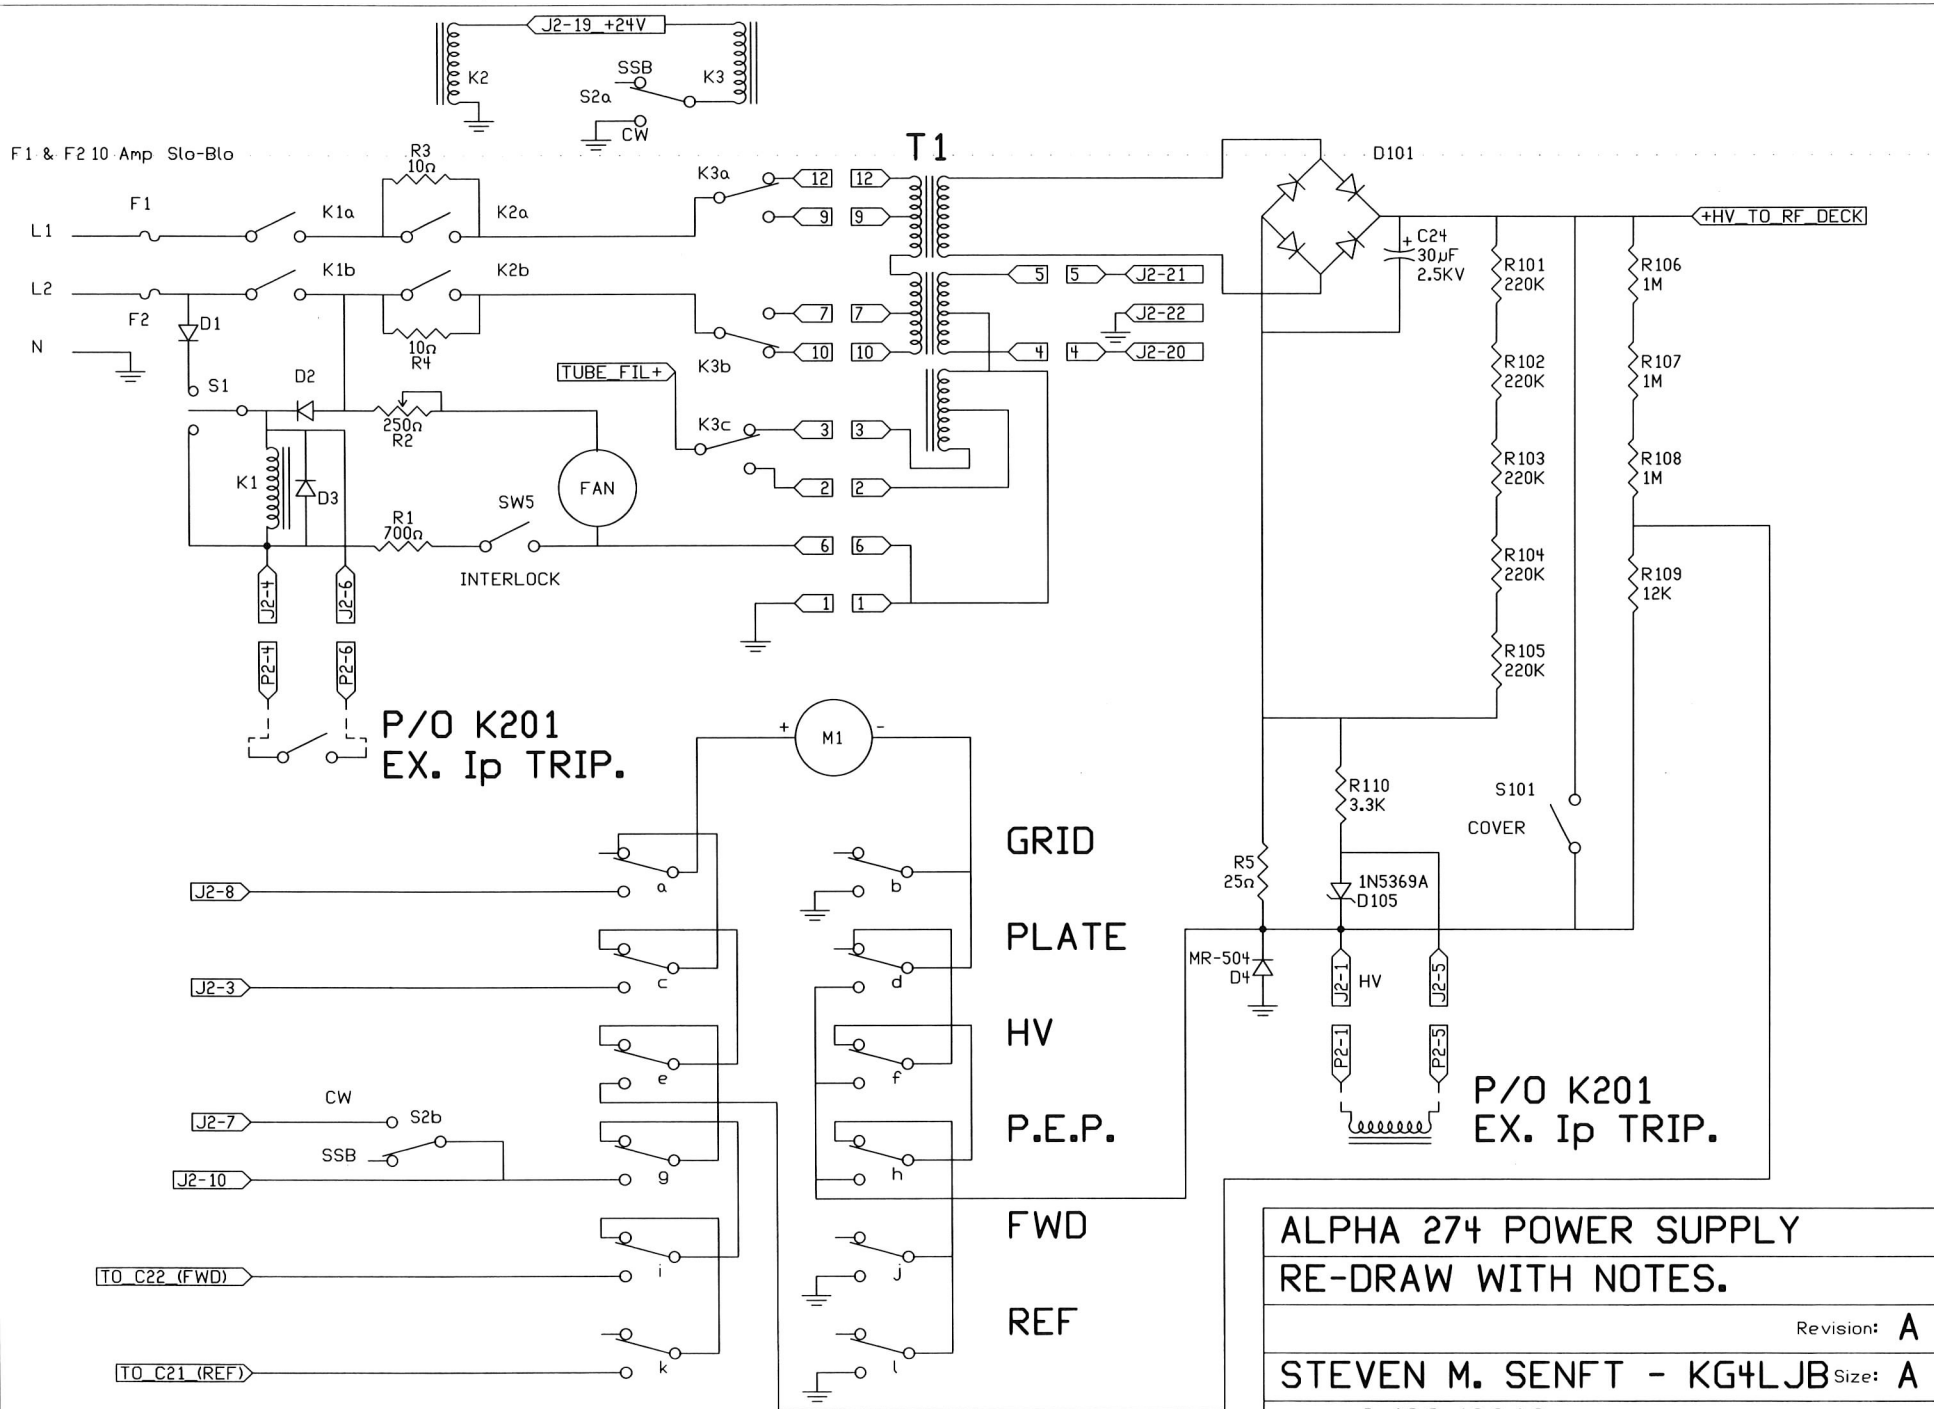 J2-19_+24V
K2
SSB
K3
S2a
CW
F1 & F2 10 Amp Slo-Blo
R3
10Ω
T1
D101
K3a
12 12
F1
K1a
K2a
9 9
+HV_TO_RF_DECK
L1
C24
+
30µF
2.5KV
R101
220K
R106
1M
K1b
K2b
5 5 J2-21
L2
F2
D1
7 7
J2-22
N
10Ω
R4
K3b
10 10
4 4 J2-20
R102
220K
R107
1M
TUBE_FIL+
S1
D2
250Ω
R2
K3c
3 3
R103
220K
R108
1M
K1
D3
FAN
SW5
2 2
R1
700Ω
6 6
INTERLOCK
R104
220K
R109
12K
J2-4
J2-6
1 1
P2-4
P2-6
R105
220K
P/O K201
EX. Ip TRIP.
+
M1
-
R110
3.3K
S101
COVER
GRID
R5
25Ω
1N5369A
D105
J2-8
a
b
PLATE
MR-504
D4
J2-1
HV
J2-5
J2-3
c
d
HV
P2-1
P2-5
e
f
P/O K201
EX. Ip TRIP.
CW
J2-7
S2b
P.E.P.
SSB
J2-10
g
h
FWD
ALPHA 274 POWER SUPPLY
TO_C22_(FWD)
i
j
RE-DRAW WITH NOTES.
REF
Revision: A
TO_C21_(REF)
k
l
STEVEN M. SENFT - KG4LJB Size: A